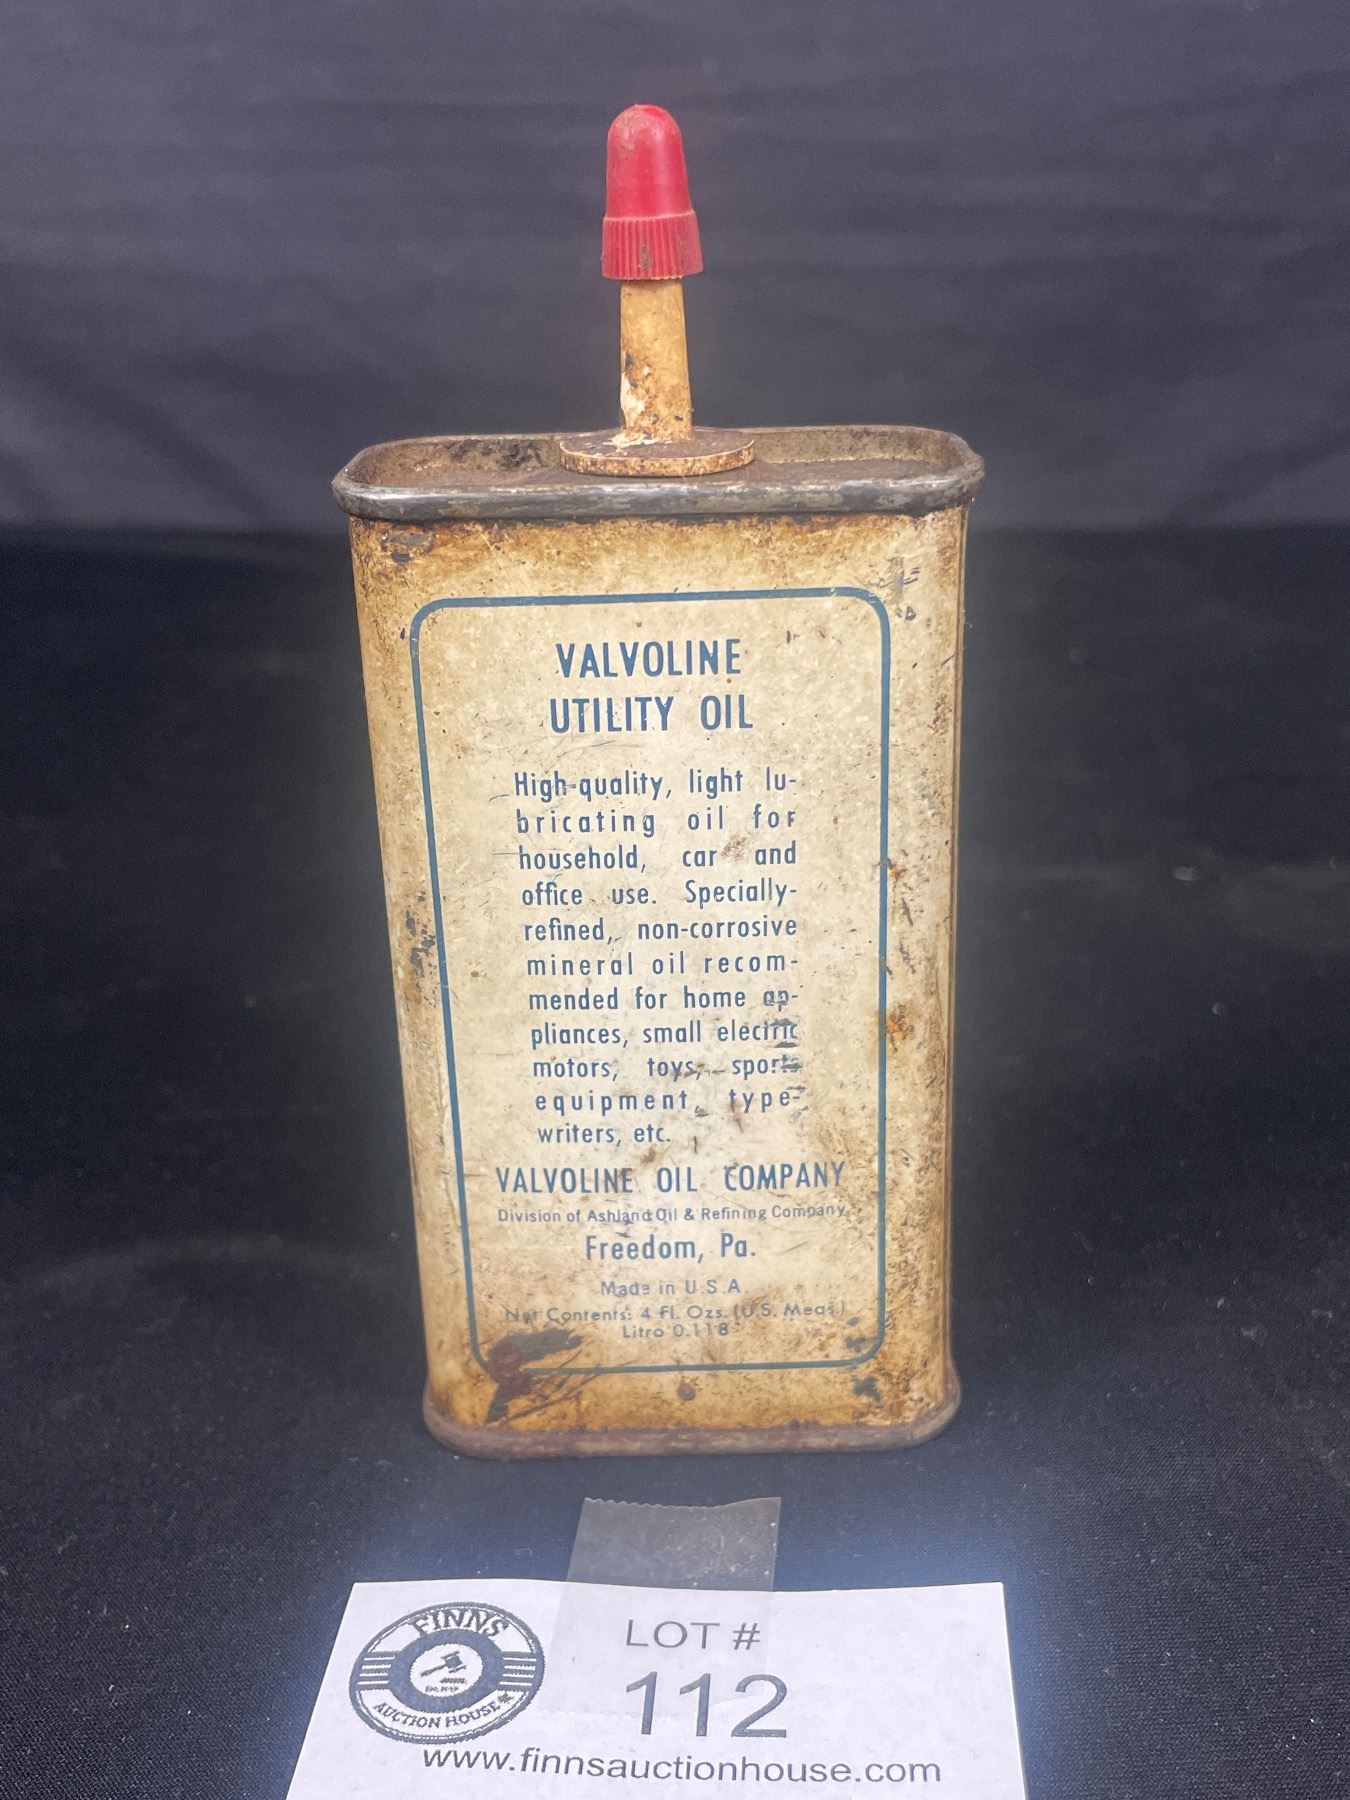 VALVOLINE
UTILITY OIL
High-quality, light lu-
bricating oil for
household, car and
office use. Specially-
refined, non-corrosive
mineral oil recom-
mended for home ap-
pliances, small electric
motors, toys, sports
equipment, type-
writers, etc.
VALVOLINE OIL COMPANY
Division of Ashland Oil & Refining Company
Freedom, Pa.
Made in U.S.A.
Net Contents: 4 Fl. Ozs. (U.S. Meas.)
Litro 0.118
FINNS
AUCTION HOUSE
LOT #
112
www.finnsauctionhouse.com